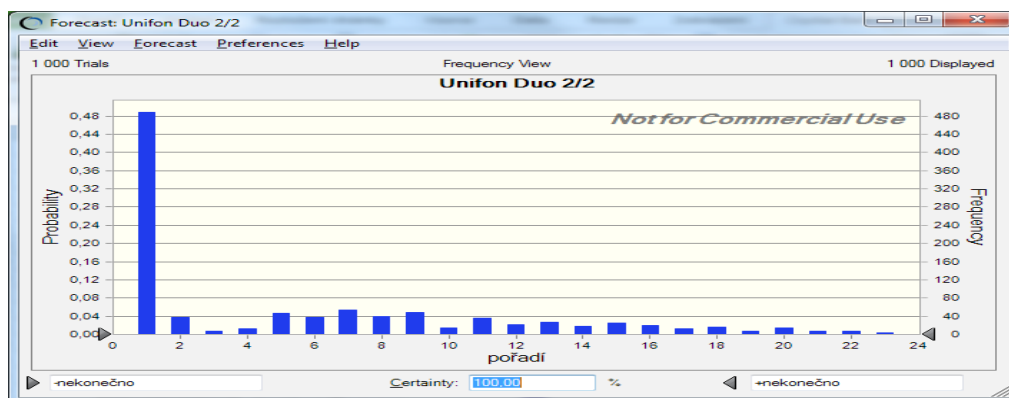 Forecast: Unifon Duo 2/2
Edit View Forecast Preferences Help
1 000 Trials Frequency View 1 000 Displayed
Unifon Duo 2/2
Not for Commercial Use
0,48 480
0,44 440
0,40 400
0,36 360
0,32 320
0,28 280
0,24 240
0,20 200
0,16 160
0,12 120
0,08 80
0,04 40
0,00 0
Probability
Frequency
0 2 4 6 8 10 12 14 16 18 20 22 24
pořadí
-nekonečno Certainty: 100,00 % +nekonečno